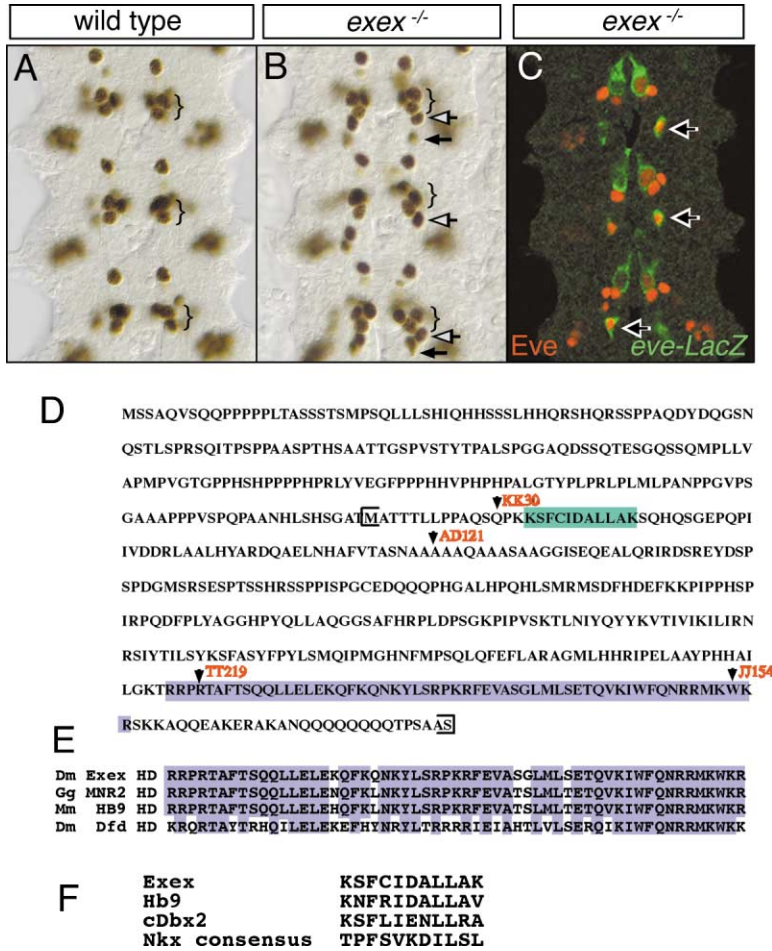 wild type
exex -/-
exex -/-
A
B
C
Eve
eve-LacZ
D
MSSAQVSQQPPPPPLTASSSTSMPSQLLLSHIQHHSSSLHHQRSHQRSSPPAQDYDQGSN
QSTLSPRSQITPSPPAASPTHSAATTGSPVSTYTPALSPGGAQDSSQTESGQSSQMPLLV
APMPVGTGPPHSHPPPPHPRLYVEGFPPPHHVPHPHPALGTYPLPRLPLMLPANPPGVPS
KK30
GAAAPPPVSPQPAANHLSHSGATMATTTLLPPAQSQPKKSFCIDALLAKSQHQSGEPQPI
AD121
IVDDRLAALHYARDQAELNHAFVTASNAAAAAQAAASAAGGISEQEALQRIRDSREYDSP
SPDGMSRSESPTSSHRSSPPISPGCEDQQQPHGALHPQHLSMRMSDFHDEFKKPIPPHSP
IRPQDFPLYAGGHPYQLLAQGGSAFHRPLDPSGKPIPVSKTLNIYQYYKVTIVIKILIRN
RSIYTILSYKSFASYFPYLSMQIPMGHNFMPSQLQFEFLARAGMLHHRIPELAAYPHHAI
TT219
JJ154
LGKTRRPRTAFTSQQLLELEKQFKQNKYLSRPKRFEVASGLMLSETQVKIWFQNRRMKWK
RSKKAQQEAKERAKANQQQQQQQQTPSAAS
E
Dm Exex HD RRPRTAFTSQQLLELEKQFKQNKYLSRPKRFEVASGLMLSETQVKIWFQNRRMKWKR
Gg MNR2 HD RRPRTAFTSQQLLELENQFKLNKYLSRPKRFEVATSLMLTETQVKIWFQNRRMKWKR
Mm HB9 HD RRPRTAFTSQQLLELEHQFKLNKYLSRPKRFEVATSLMLTETQVKIWFQNRRMKWKR
Dm Dfd HD KRQRTAYTRHQILELEKEFHYNRYLTRRRRIEIAHTLVLSERQIKIWFQNRRMKWKK
F
Exex KSFCIDALLAK
Hb9 KNFRIDALLAV
cDbx2 KSFLIENLLRA
Nkx consensus TPFSVKDILSL